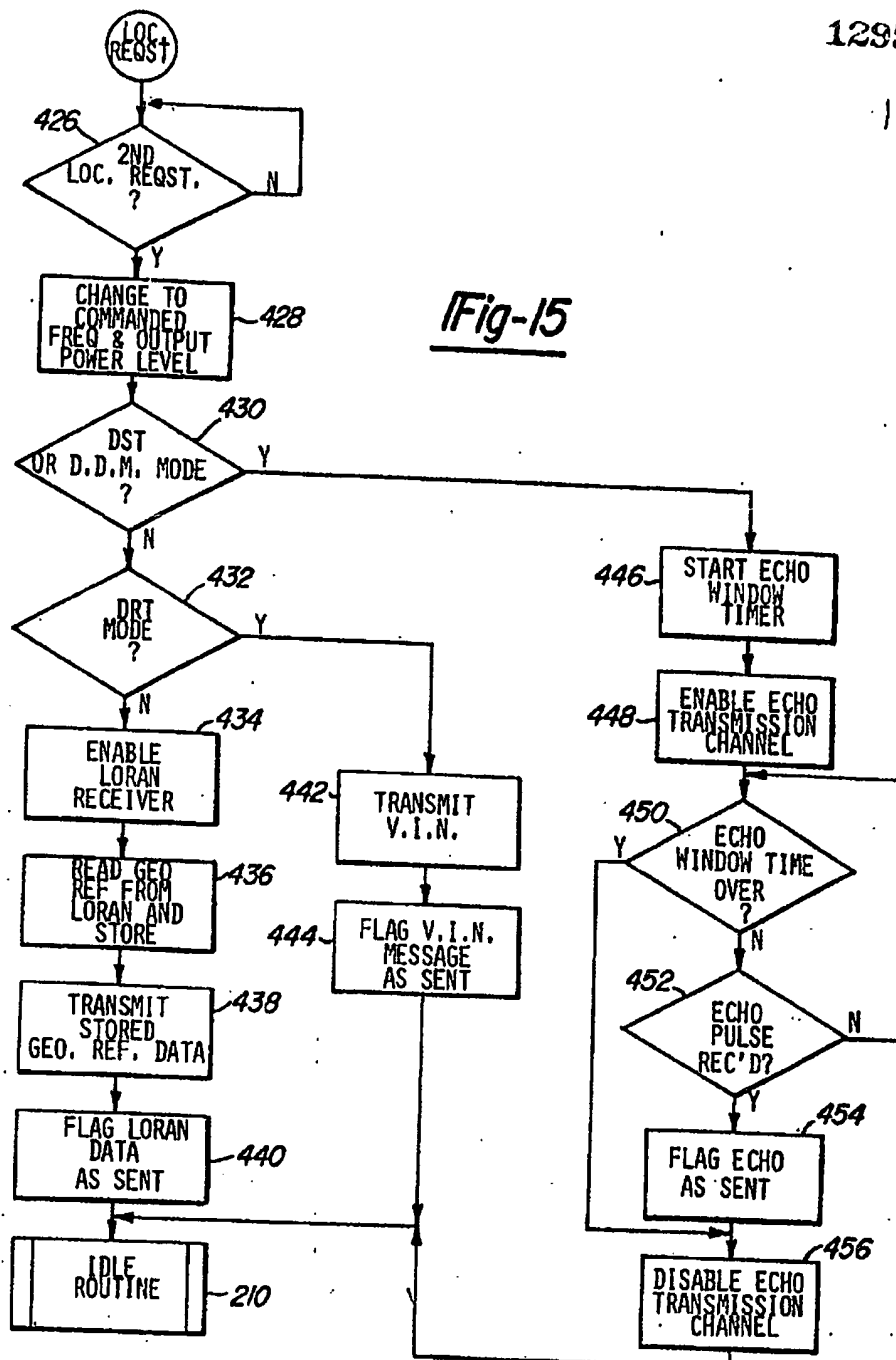 LOC
REQST
129
426
2ND
LOC. REQST.
?
N
Y
CHANGE TO
COMMANDED
FREQ & OUTPUT
POWER LEVEL
428
Fig-15
430
DST
OR D.D.M. MODE
?
Y
N
432
DRT
MODE
?
Y
N
434
ENABLE
LORAN
RECEIVER
READ GEO
REF FROM
LORAN AND
STORE
436
TRANSMIT
STORED
GEO. REF. DATA
438
FLAG LORAN
DATA
AS SENT
440
IDLE
ROUTINE
210
442
TRANSMIT
V.I.N.
444
FLAG V.I.N.
MESSAGE
AS SENT
446
START ECHO
WINDOW
TIMER
448
ENABLE ECHO
TRANSMISSION
CHANNEL
450
Y
ECHO
WINDOW TIME
OVER
?
N
452
ECHO
PULSE
REC'D?
N
Y
454
FLAG ECHO
AS SENT
456
DISABLE ECHO
TRANSMISSION
CHANNEL